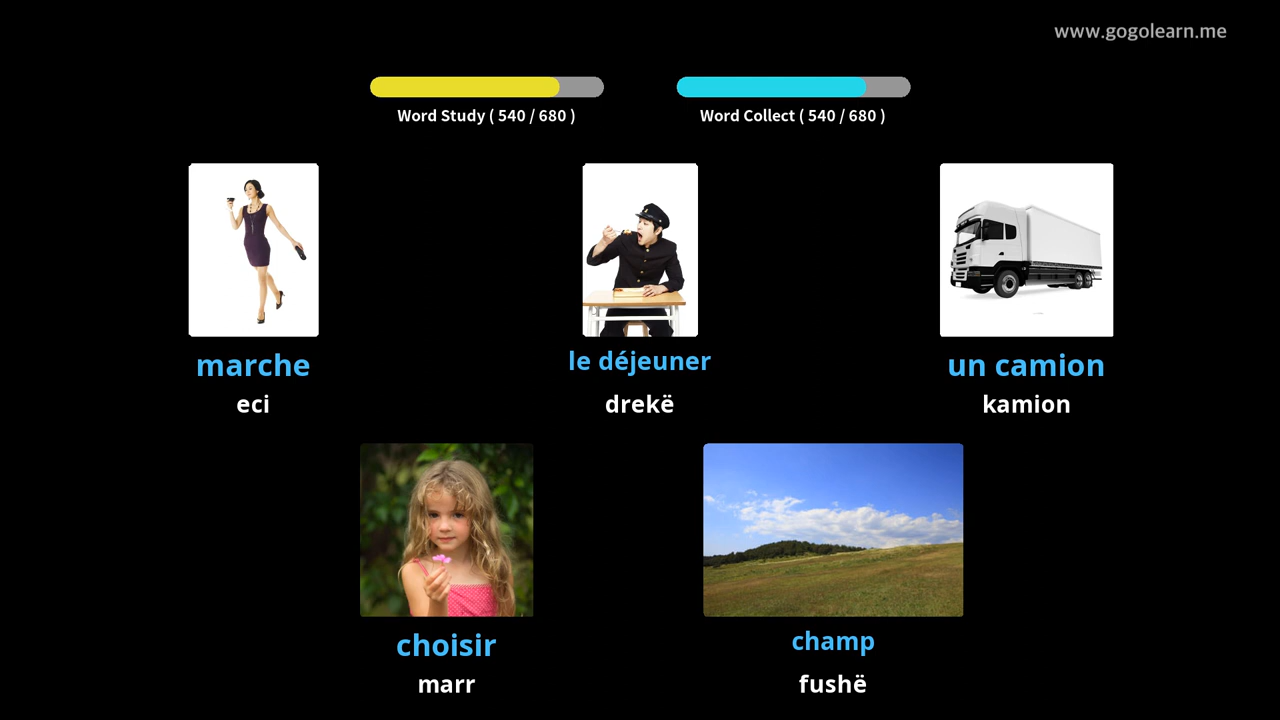 www.gogolearn.me
Word Study ( 540 / 680 )
Word Collect ( 540 / 680 )
marche
eci
le déjeuner
drekë
un camion
kamion
choisir
marr
champ
fushë